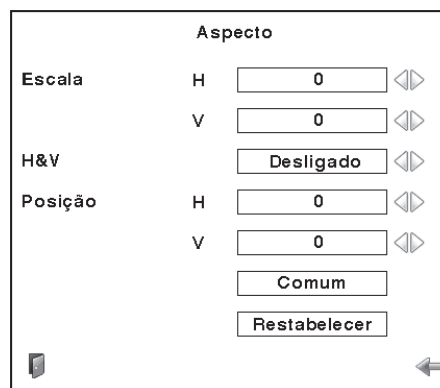 Aspecto
Escala H 0
V 0
H&V Desligado
Posição H 0
V 0
Comum
Restabelecer